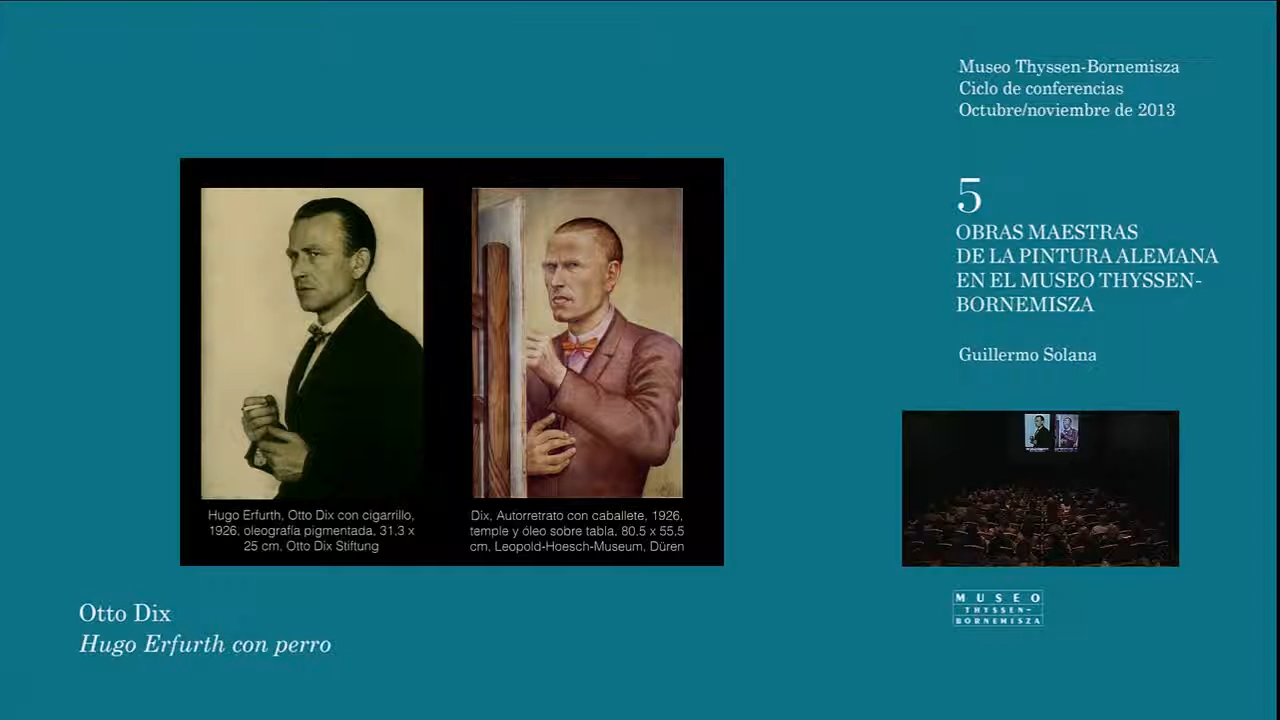 Museo Thyssen-Bornemisza
Ciclo de conferencias
Octubre/noviembre de 2013
5
OBRAS MAESTRAS
DE LA PINTURA ALEMANA
EN EL MUSEO THYSSEN-
BORNEMISZA
Guillermo Solana
Hugo Erfurth, Otto Dix con cigarrillo,
1926, oleografía pigmentada, 31.3 x
25 cm, Otto Dix Stiftung
Dix, Autorretrato con caballete, 1926,
temple y óleo sobre tabla, 80.5 x 55.5
cm, Leopold-Hoesch-Museum, Düren
Otto Dix
Hugo Erfurth con perro
MUSEO
THYSSEN-
BORNEMISZA